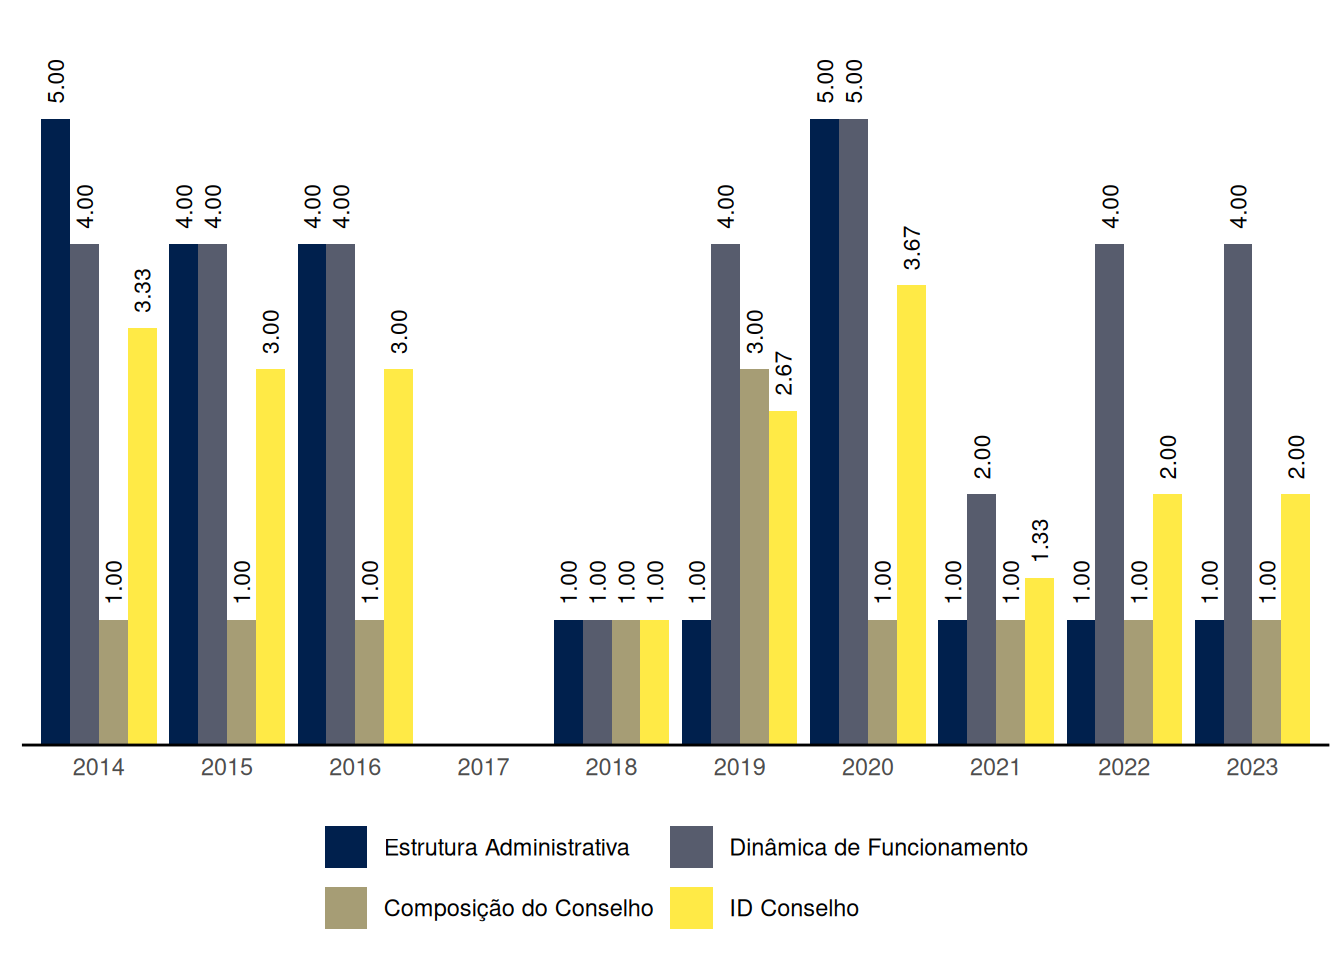 5.00 4.00 1.00 3.33
4.00 4.00 1.00 3.00
4.00 4.00 1.00 3.00
1.00 1.00 1.00 1.00
1.00 4.00 3.00 2.67
5.00 5.00 1.00 3.67
1.00 2.00 1.00 1.33
1.00 4.00 1.00 2.00
1.00 4.00 1.00 2.00
2014 2015 2016 2017 2018 2019 2020 2021 2022 2023
Estrutura Administrativa Dinâmica de Funcionamento
Composição do Conselho ID Conselho